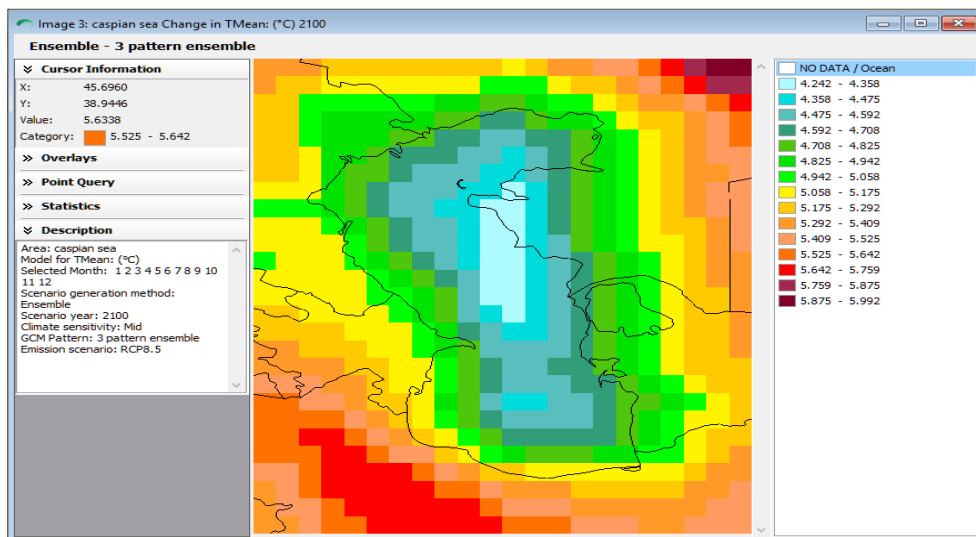 Image 3: caspian sea Change in TMean: (°C) 2100
Ensemble - 3 pattern ensemble
Cursor Information
X: 45.6960
Y: 38.9446
Value: 5.6338
Category: 5.525 - 5.642
Overlays
Point Query
Statistics
Description
Area: caspian sea
Model for TMean: (°C)
Selected Month: 1 2 3 4 5 6 7 8 9 10
11 12
Scenario generation method:
Ensemble
Scenario year: 2100
Climate sensitivity: Mid
GCM Pattern: 3 pattern ensemble
Emission scenario: RCP8.5
NO DATA / Ocean
4.242 - 4.358
4.358 - 4.475
4.475 - 4.592
4.592 - 4.708
4.708 - 4.825
4.825 - 4.942
4.942 - 5.058
5.058 - 5.175
5.175 - 5.292
5.292 - 5.409
5.409 - 5.525
5.525 - 5.642
5.642 - 5.759
5.759 - 5.875
5.875 - 5.992